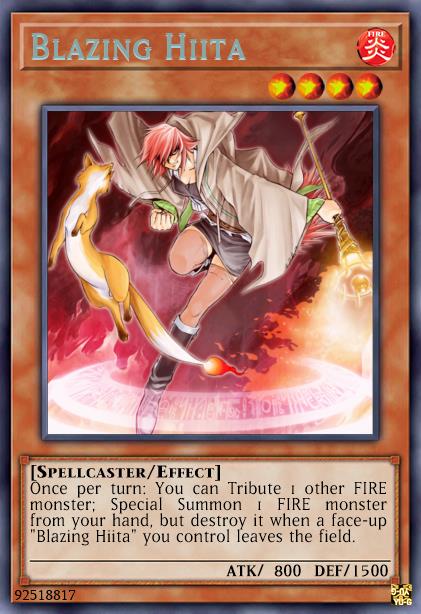 Blazing Hiita
FIRE
炎
[Spellcaster/Effect]
Once per turn: You can Tribute 1 other FIRE
monster; Special Summon 1 FIRE monster
from your hand, but destroy it when a face-up
"Blazing Hiita" you control leaves the field.
ATK/ 800 DEF/1500
92518817